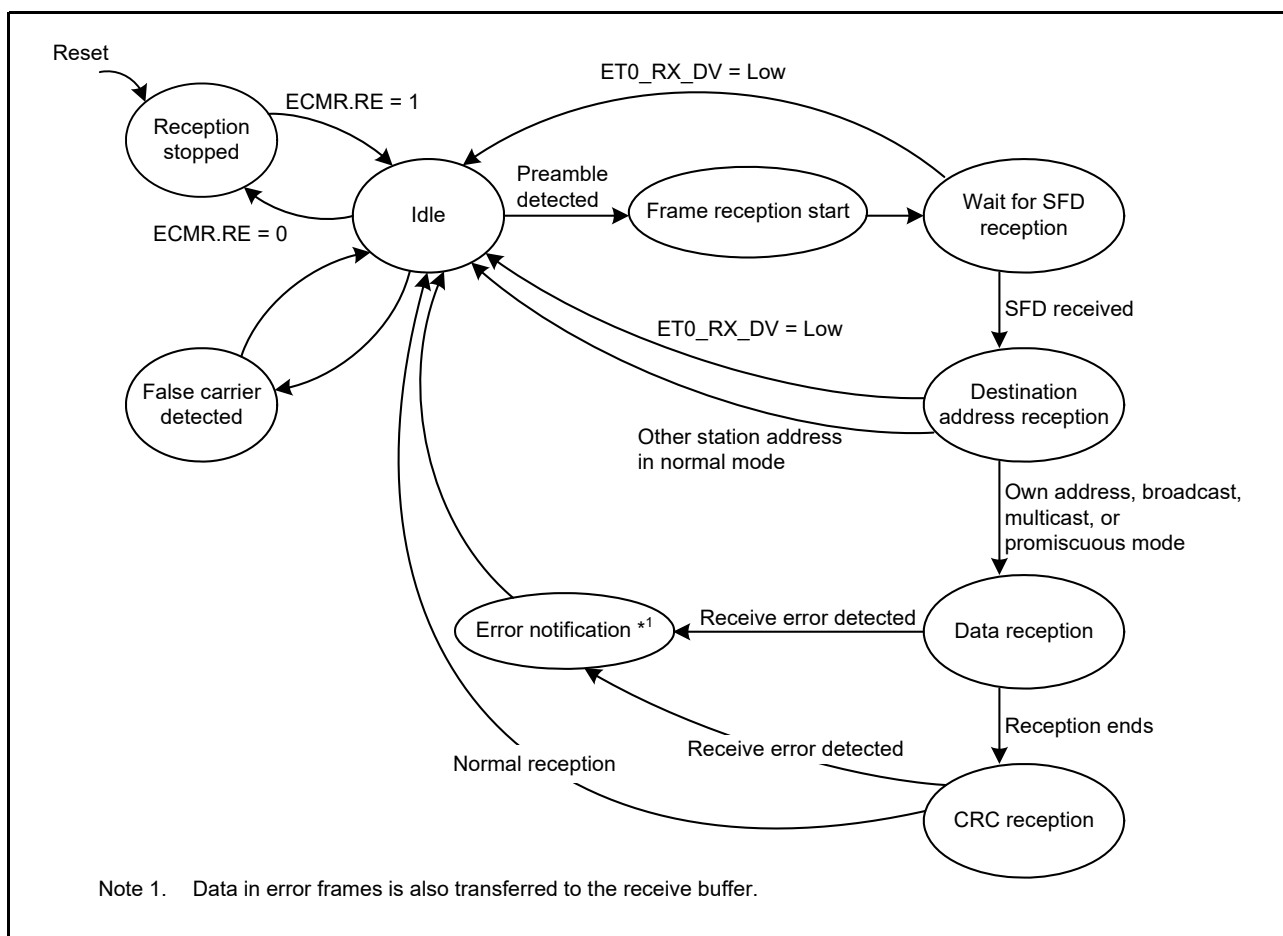 Reset
ET0_RX_DV = Low
ECMR.RE = 1
Reception
stopped
Preamble
detected
Idle
Frame reception start
Wait for SFD
reception
ECMR.RE = 0
SFD received
ET0_RX_DV = Low
False carrier
detected
Destination
address reception
Other station address
in normal mode
Own address, broadcast,
multicast, or
promiscuous mode
Error notification *1
Receive error detected
Data reception
Reception ends
Receive error detected
Normal reception
CRC reception
Note 1. Data in error frames is also transferred to the receive buffer.